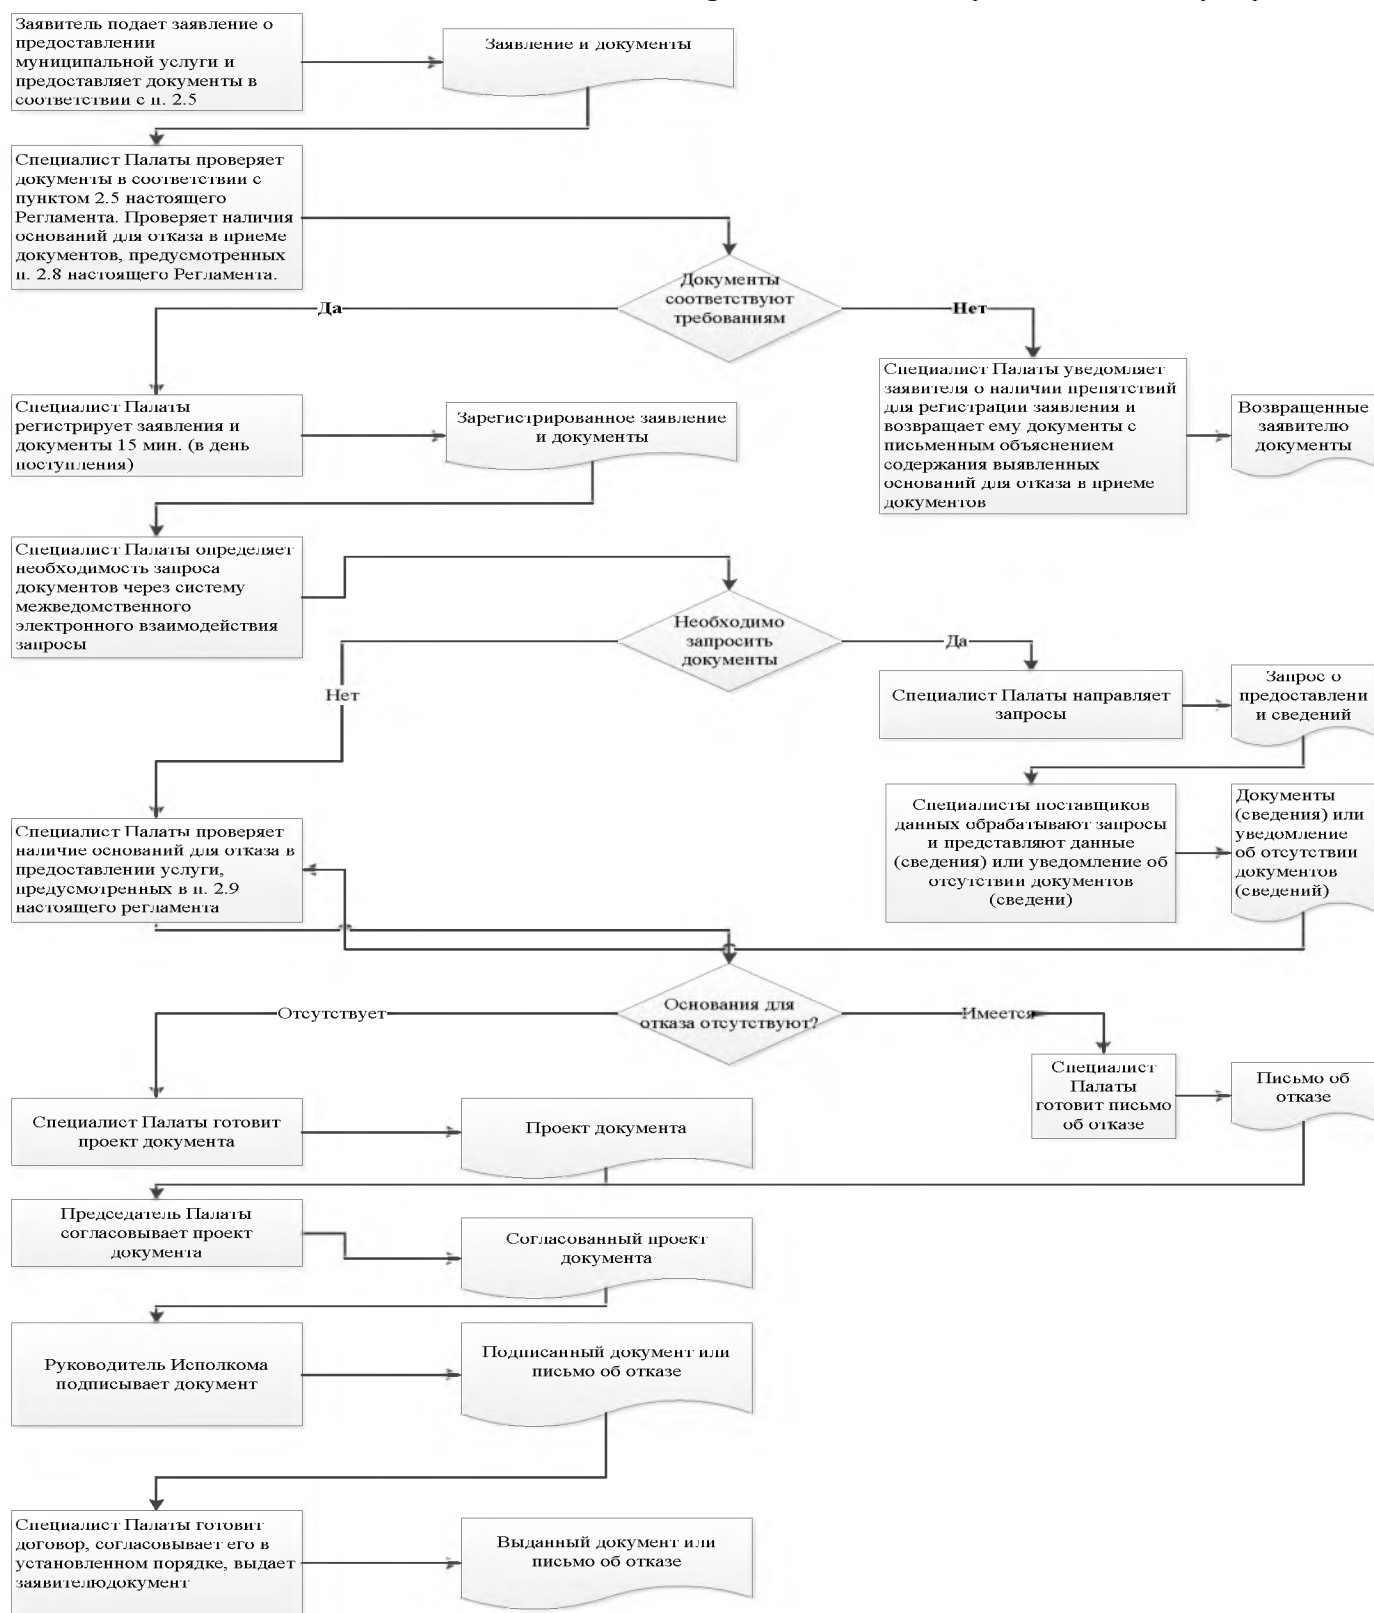 Заявитель подает заявление о
предоставлении
муниципальной услуги и
предоставляет документы в
соответствии с п. 2.5
Заявление и документы
Специалист Палаты проверяет
документы в соответствии с
пунктом 2.5 настоящего
Регламента. Проверяет наличия
оснований для отказа в приеме
документов, предусмотренных
п. 2.8 настоящего Регламента.
Документы
соответствуют
требованиям
Да
Нет
Специалист Палаты
регистрирует заявления и
документы 15 мин. (в день
поступления)
Зарегистрированное заявление
и документы
Специалист Палаты уведомляет
заявителя о наличии препятствий
для регистрации заявления и
возвращает ему документы с
письменным объяснением
содержания выявленных
оснований для отказа в приеме
документов
Возвращенные
заявителю
документы
Специалист Палаты определяет
необходимость запроса
документов через систему
межведомственного
электронного взаимодействия
запросы
Необходимо
запросить
документы
Да
Нет
Специалист Палаты направляет
запросы
Запрос о
предоставлени
и сведений
Специалисты поставщиков
данных обрабатывают запросы
и представляют данные
(сведения) или уведомление об
отсутствии документов
(сведени)
Документы
(сведения) или
уведомление
об отсутствии
документов
(сведений)
Специалист Палаты проверяет
наличие оснований для отказа в
предоставлении услуги,
предусмотренных в п. 2.9
настоящего регламента
Основания для
отказа отсутствуют?
Отсутствует
Имеется
Специалист
Палаты
готовит письмо
об отказе
Письмо об
отказе
Специалист Палаты готовит
проект документа
Проект документа
Председатель Палаты
согласовывает проект
документа
Согласованный проект
документа
Руководитель Исполкома
подписывает документ
Подписанный документ или
письмо об отказе
Специалист Палаты готовит
договор, согласовывает его в
установленном порядке, выдает
заявителюдокумент
Выданный документ или
письмо об отказе